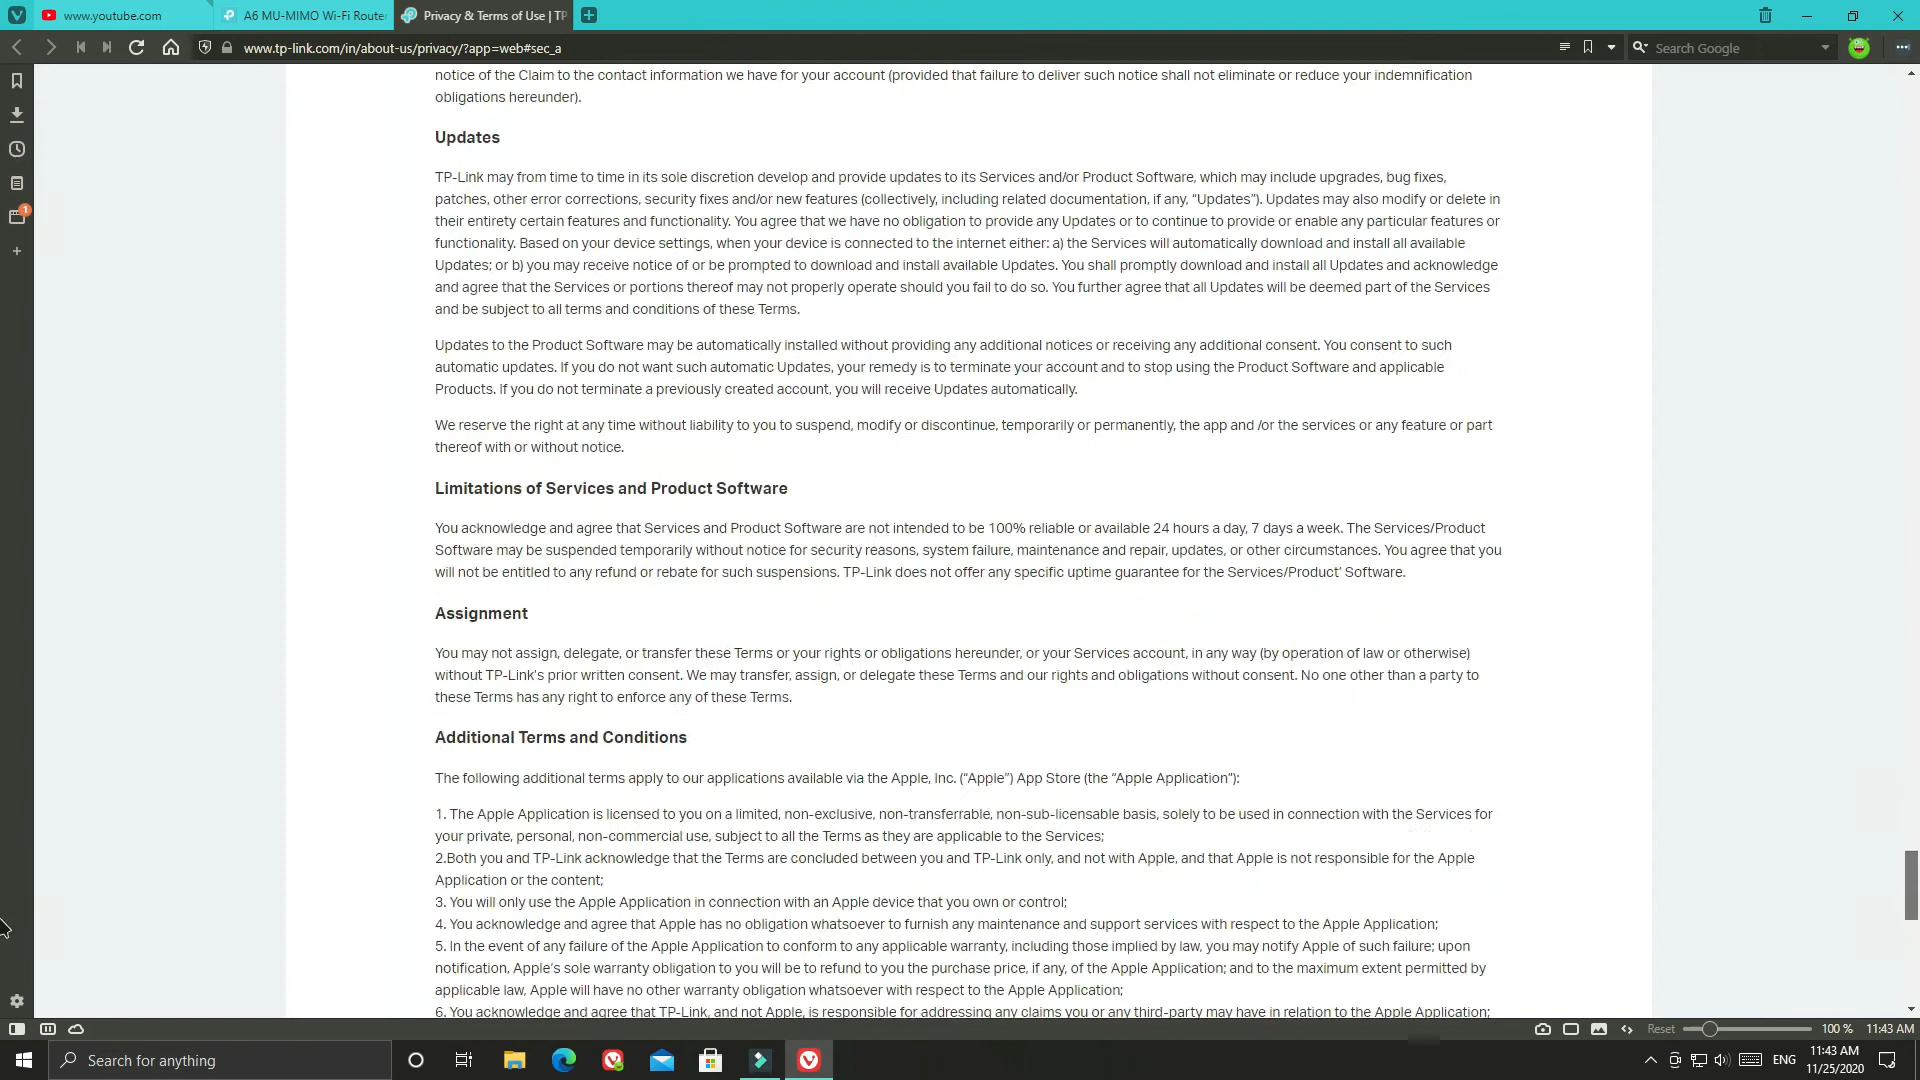 www.youtube.com
A6 MU-MIMO Wi-Fi Router
Privacy & Terms of Use | TP
www.tp-link.com/in/about-us/privacy/?app=web#sec_a
Search Google
notice of the Claim to the contact information we have for your account (provided that failure to deliver such notice shall not eliminate or reduce your indemnification
obligations hereunder).
Updates
TP-Link may from time to time in its sole discretion develop and provide updates to its Services and/or Product Software, which may include upgrades, bug fixes,
patches, other error corrections, security fixes and/or new features (collectively, including related documentation, if any, “Updates”). Updates may also modify or delete in
their entirety certain features and functionality. You agree that we have no obligation to provide any Updates or to continue to provide or enable any particular features or
functionality. Based on your device settings, when your device is connected to the internet either: a) the Services will automatically download and install all available
Updates; or b) you may receive notice of or be prompted to download and install available Updates. You shall promptly download and install all Updates and acknowledge
and agree that the Services or portions thereof may not properly operate should you fail to do so. You further agree that all Updates will be deemed part of the Services
and be subject to all terms and conditions of these Terms.
Updates to the Product Software may be automatically installed without providing any additional notices or receiving any additional consent. You consent to such
automatic updates. If you do not want such automatic Updates, your remedy is to terminate your account and to stop using the Product Software and applicable
Products. If you do not terminate a previously created account, you will receive Updates automatically.
We reserve the right at any time without liability to you to suspend, modify or discontinue, temporarily or permanently, the app and /or the services or any feature or part
thereof with or without notice.
Limitations of Services and Product Software
You acknowledge and agree that Services and Product Software are not intended to be 100% reliable or available 24 hours a day, 7 days a week. The Services/Product
Software may be suspended temporarily without notice for security reasons, system failure, maintenance and repair, updates, or other circumstances. You agree that you
will not be entitled to any refund or rebate for such suspensions. TP-Link does not offer any specific uptime guarantee for the Services/Product’ Software.
Assignment
You may not assign, delegate, or transfer these Terms or your rights or obligations hereunder, or your Services account, in any way (by operation of law or otherwise)
without TP-Link’s prior written consent. We may transfer, assign, or delegate these Terms and our rights and obligations without consent. No one other than a party to
these Terms has any right to enforce any of these Terms.
Additional Terms and Conditions
The following additional terms apply to our applications available via the Apple, Inc. (“Apple”) App Store (the “Apple Application”):
1. The Apple Application is licensed to you on a limited, non-exclusive, non-transferrable, non-sub-licensable basis, solely to be used in connection with the Services for
your private, personal, non-commercial use, subject to all the Terms as they are applicable to the Services;
2.Both you and TP-Link acknowledge that the Terms are concluded between you and TP-Link only, and not with Apple, and that Apple is not responsible for the Apple
Application or the content;
3. You will only use the Apple Application in connection with an Apple device that you own or control;
4. You acknowledge and agree that Apple has no obligation whatsoever to furnish any maintenance and support services with respect to the Apple Application;
5. In the event of any failure of the Apple Application to conform to any applicable warranty, including those implied by law, you may notify Apple of such failure; upon
notification, Apple’s sole warranty obligation to you will be to refund to you the purchase price, if any, of the Apple Application; and to the maximum extent permitted by
applicable law, Apple will have no other warranty obligation whatsoever with respect to the Apple Application;
6. You acknowledge and agree that TP-Link, and not Apple, is responsible for addressing any claims you or any third-party may have in relation to the Apple Application;
1
Reset
100 %
11:43 AM
Search for anything
ENG
11:43 AM
11/25/2020